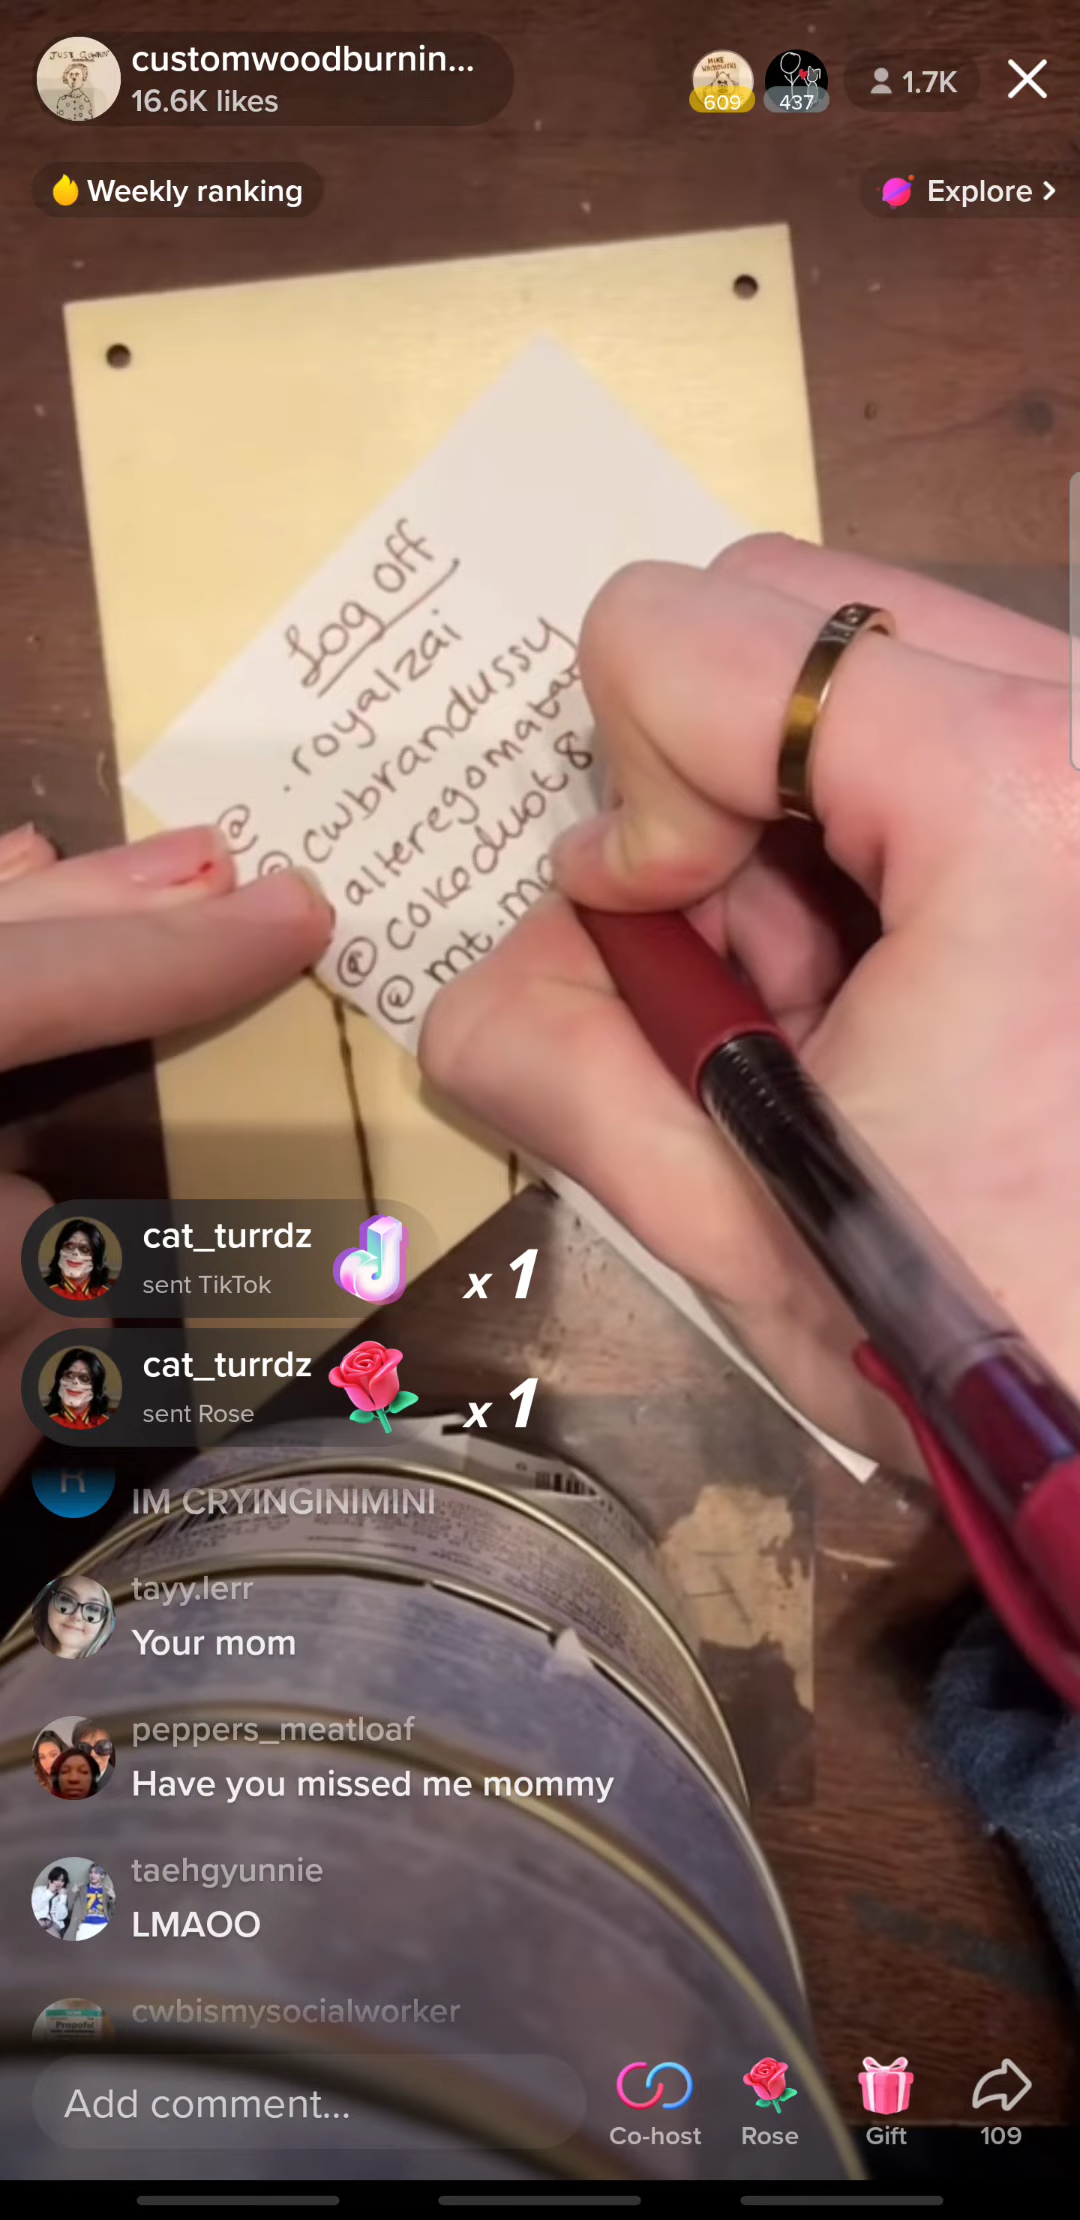 customwoodburnin...
16.6K likes
609
437
1.7K
Weekly ranking
Explore
Log Off
@.royalzai
@cwbrandussy
alteregomatat
@cokeduot8
@mt.mo
cat_turrdz
sent TikTok
x 1
cat_turrdz
sent Rose
x 1
R
IM CRYINGINIMINI
tayy.lerr
Your mom
peppers_meatloaf
Have you missed me mommy
taehgyunnie
LMAOO
cwbismysocialworker
Add comment...
Co-host
Rose
Gift
109